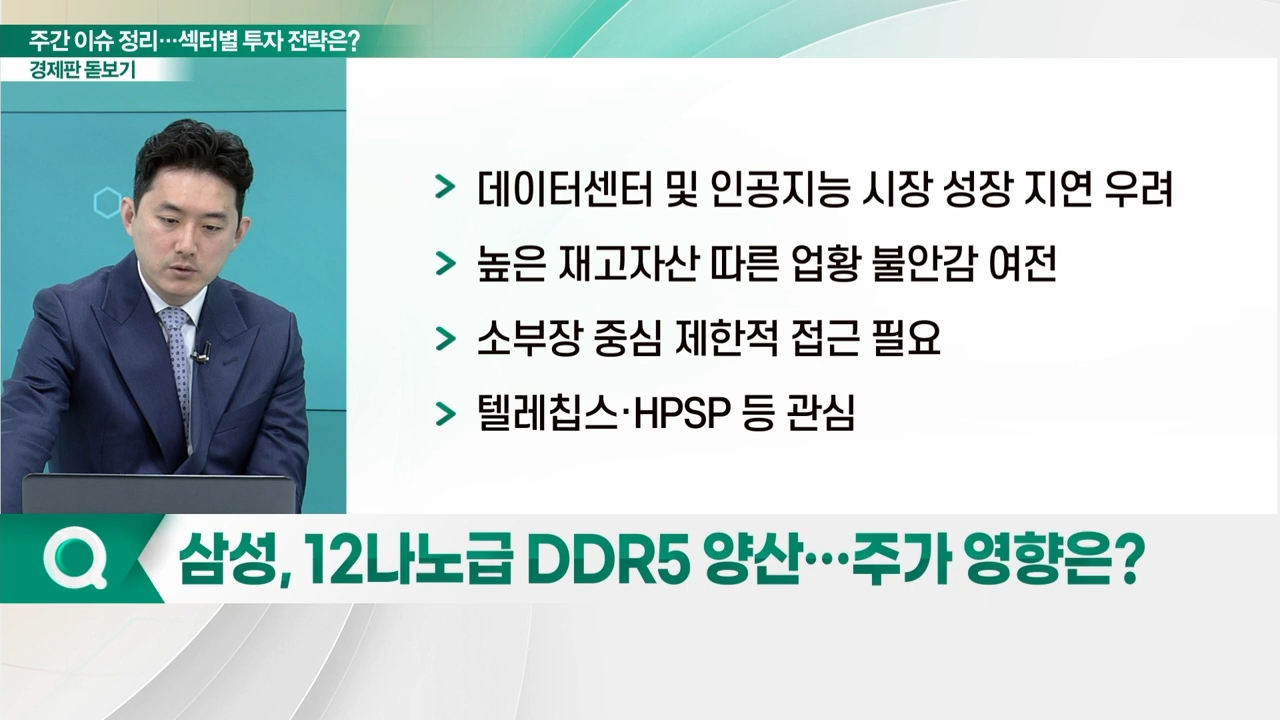 주간 이슈 정리…섹터별 투자 전략은?
경제판 돋보기
> 데이터센터 및 인공지능 시장 성장 지연 우려
> 높은 재고자산 따른 업황 불안감 여전
> 소부장 중심 제한적 접근 필요
> 텔레칩스·HPSP 등 관심
Q 삼성, 12나노급 DDR5 양산…주가 영향은?